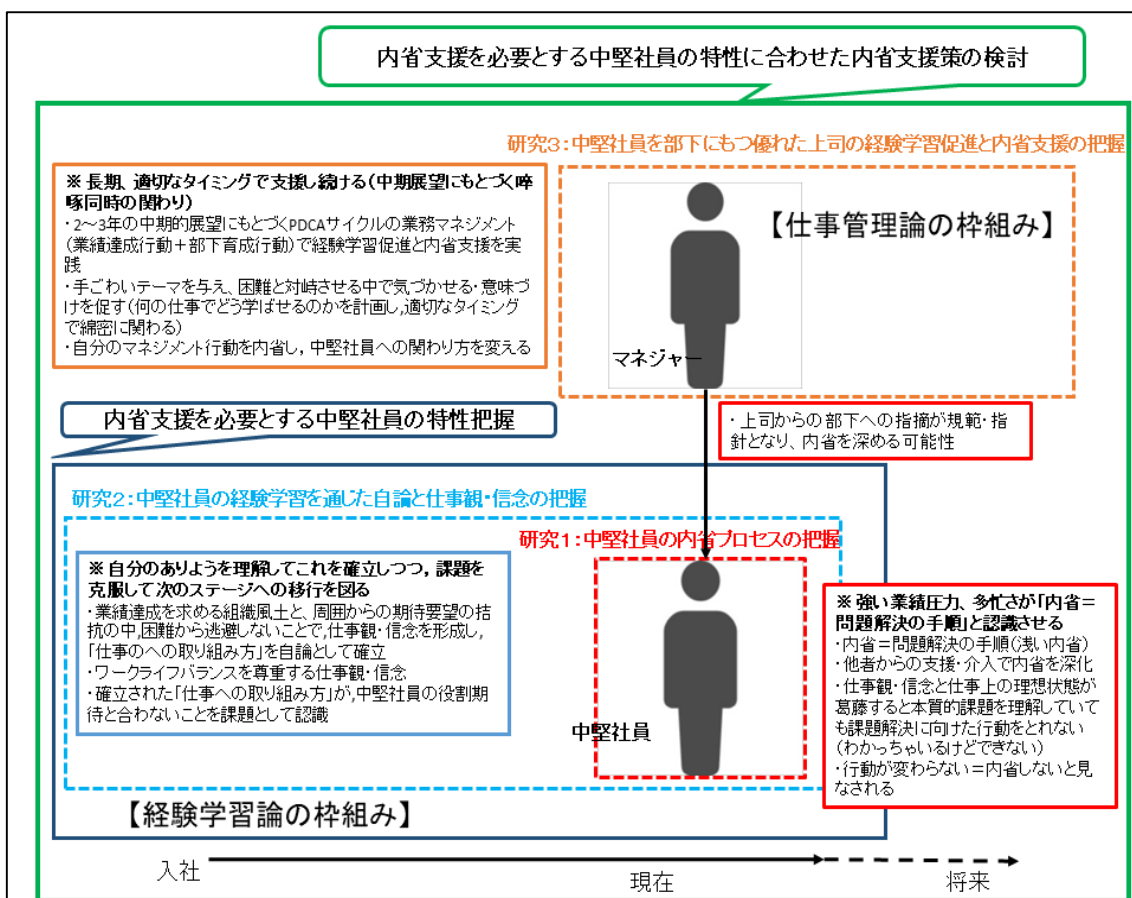 内省支援を必要とする中堅社員の特性に合わせた内省支援策の検討
研究3：中堅社員を部下にもつ優れた上司の経験学習促進と内省支援の把握
※ 長期、適切なタイミングで支援し続ける(中期展望にもとづく啐
啄同時の関わり)
・2～3年の中期的展望にもとづくPDCAサイクルの業務マネジメント
(業績達成行動＋部下育成行動)で経験学習促進と内省支援を実
践
・手ごわいテーマを与え、困難と対峙させる中で気づかせる・意味づ
けを促す(何の仕事でどう学ばせるのかを計画し,適切なタイミング
で綿密に関わる)
・自分のマネジメント行動を内省し，中堅社員への関わり方を変える
【仕事管理論の枠組み】
マネジャー
内省支援を必要とする中堅社員の特性把握
・上司からの部下への指摘が規範・指
針となり、内省を深める可能性
研究2：中堅社員の経験学習を通じた自論と仕事観・信念の把握
研究1：中堅社員の内省プロセスの把握
※ 自分のありようを理解してこれを確立しつつ，課題を
克服して次のステージへの移行を図る
・業績達成を求める組織風土と、周囲からの期待要望の拮
抗の中,困難から逃避しないことで,仕事観・信念を形成し,
「仕事のへの取り組み方」を自論として確立
・ワークライフバランスを尊重する仕事観・信念
・確立された「仕事への取り組み方」が,中堅社員の役割期
待と合わないことを課題として認識
中堅社員
※ 強い業績圧力、多忙さが「内省＝
問題解決の手順」と認識させる
・内省＝問題解決の手順(浅い内省)
・他者からの支援・介入で内省を深化
・仕事観・信念と仕事上の理想状態が
葛藤すると本質的課題を理解していて
も課題解決に向けた行動をとれない
(わかっちゃいるけどできない)
・行動が変わらない＝内省しないと見
なされる
【経験学習論の枠組み】
入社
現在
将来